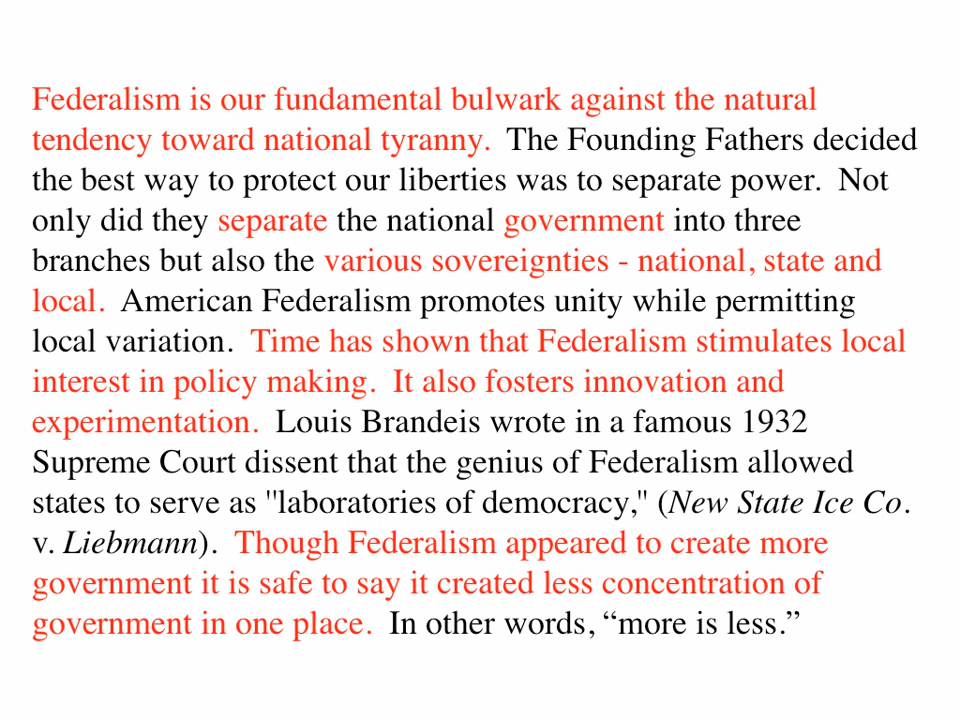 Federalism is our fundamental bulwark against the natural
tendency toward national tyranny.  The Founding Fathers decided
the best way to protect our liberties was to separate power.  Not
only did they separate the national government into three
branches but also the various sovereignties - national, state and
local.  American Federalism promotes unity while permitting
local variation.  Time has shown that Federalism stimulates local
interest in policy making.  It also fosters innovation and
experimentation.  Louis Brandeis wrote in a famous 1932
Supreme Court dissent that the genius of Federalism allowed
states to serve as "laboratories of democracy," (New State Ice Co.
v. Liebmann).  Though Federalism appeared to create more
government it is safe to say it created less concentration of
government in one place.  In other words, “more is less.”